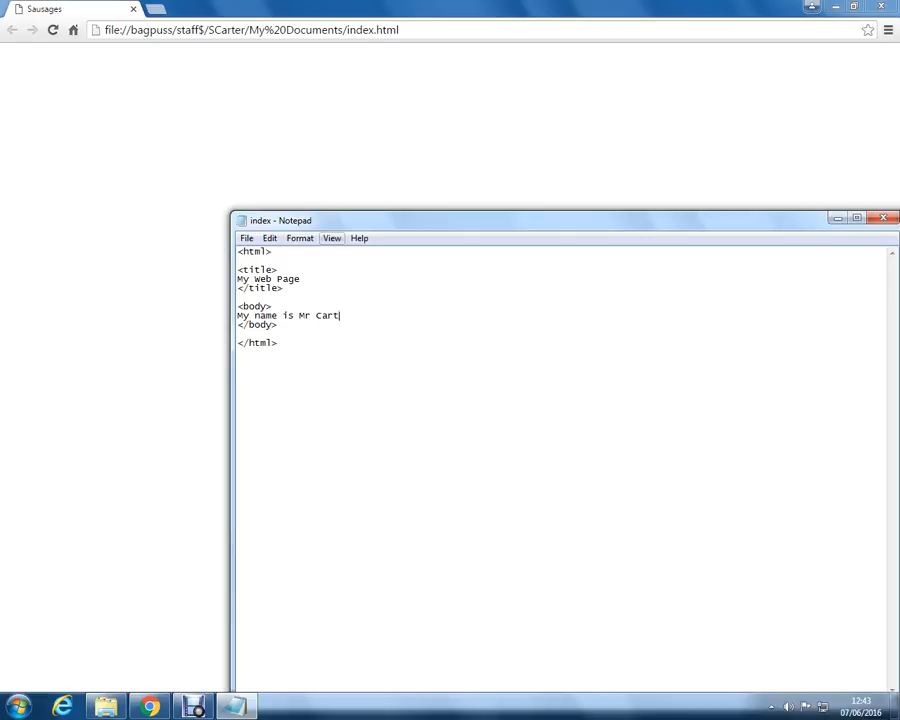 Sausages
file://bagpuss/staff$/SCarter/My%20Documents/index.html
index - Notepad
File Edit Format View Help
<html>
<title>
My Web Page
</title>
<body>
My name is Mr Cart
</body>
</html>
12:43
07/06/2016